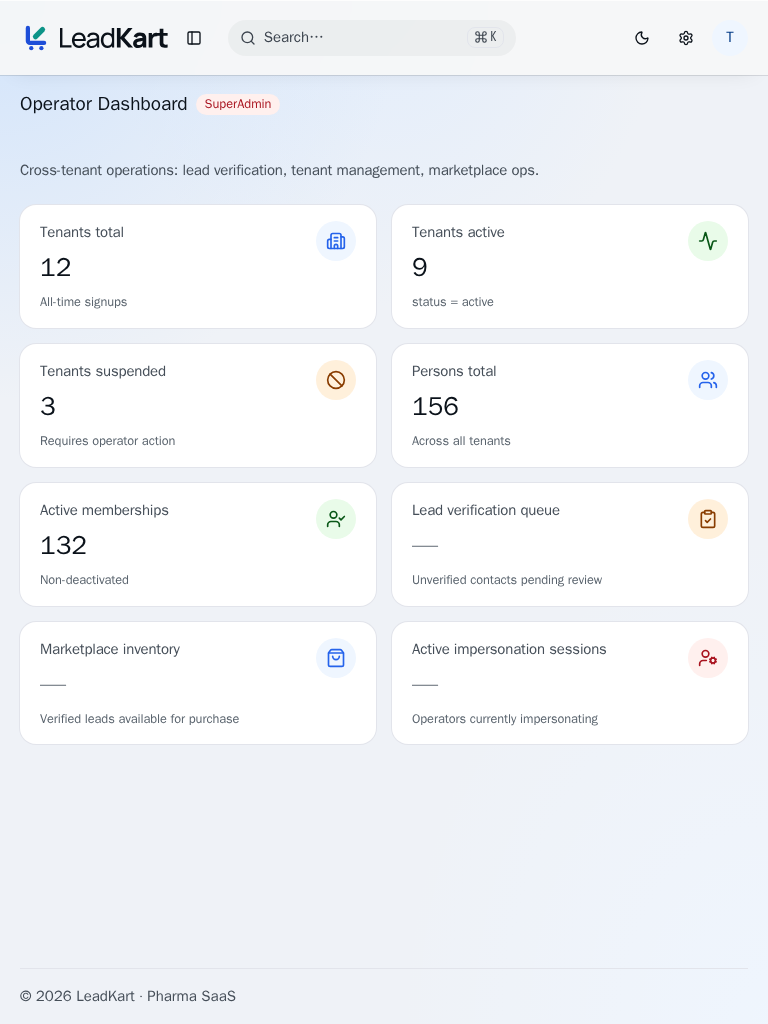 LeadKart
Search…
⌘ K
T
Operator Dashboard
SuperAdmin
Cross-tenant operations: lead verification, tenant management, marketplace ops.
Tenants total
12
All-time signups
Tenants active
9
status = active
Tenants suspended
3
Requires operator action
Persons total
156
Across all tenants
Active memberships
132
Non-deactivated
Lead verification queue
—
Unverified contacts pending review
Marketplace inventory
—
Verified leads available for purchase
Active impersonation sessions
—
Operators currently impersonating
© 2026 LeadKart · Pharma SaaS